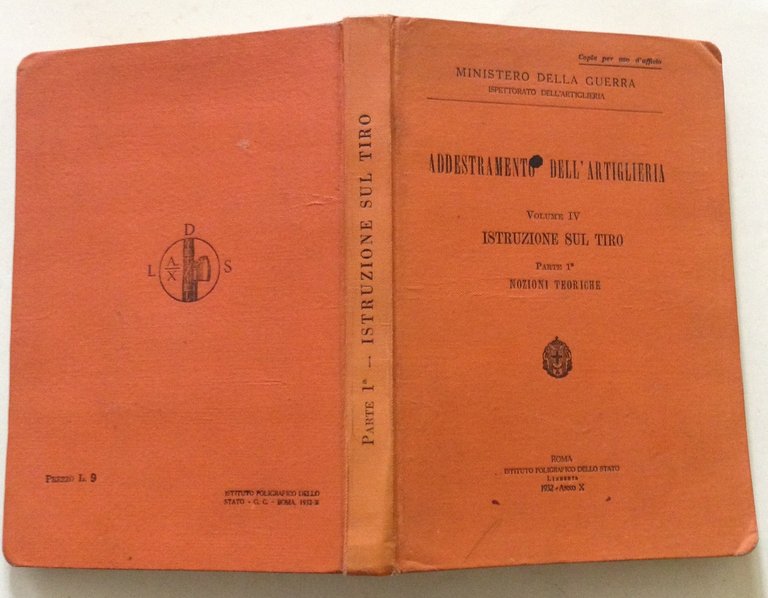 D
L A/X S
PREZZO L. 9
ISTITUTO POLIGRAFICO DELLO
STATO - G. C. - ROMA, 1932-X
PARTE 1ª - ISTRUZIONE SUL TIRO
Copia per uso d'ufficio
MINISTERO DELLA GUERRA
ISPETTORATO DELL'ARTIGLIERIA
ADDESTRAMENTO DELL'ARTIGLIERIA
VOLUME IV
ISTRUZIONE SUL TIRO
PARTE 1ª
NOZIONI TEORICHE
ROMA
ISTITUTO POLIGRAFICO DELLO STATO
LIBRERIA
1932 - ANNO X